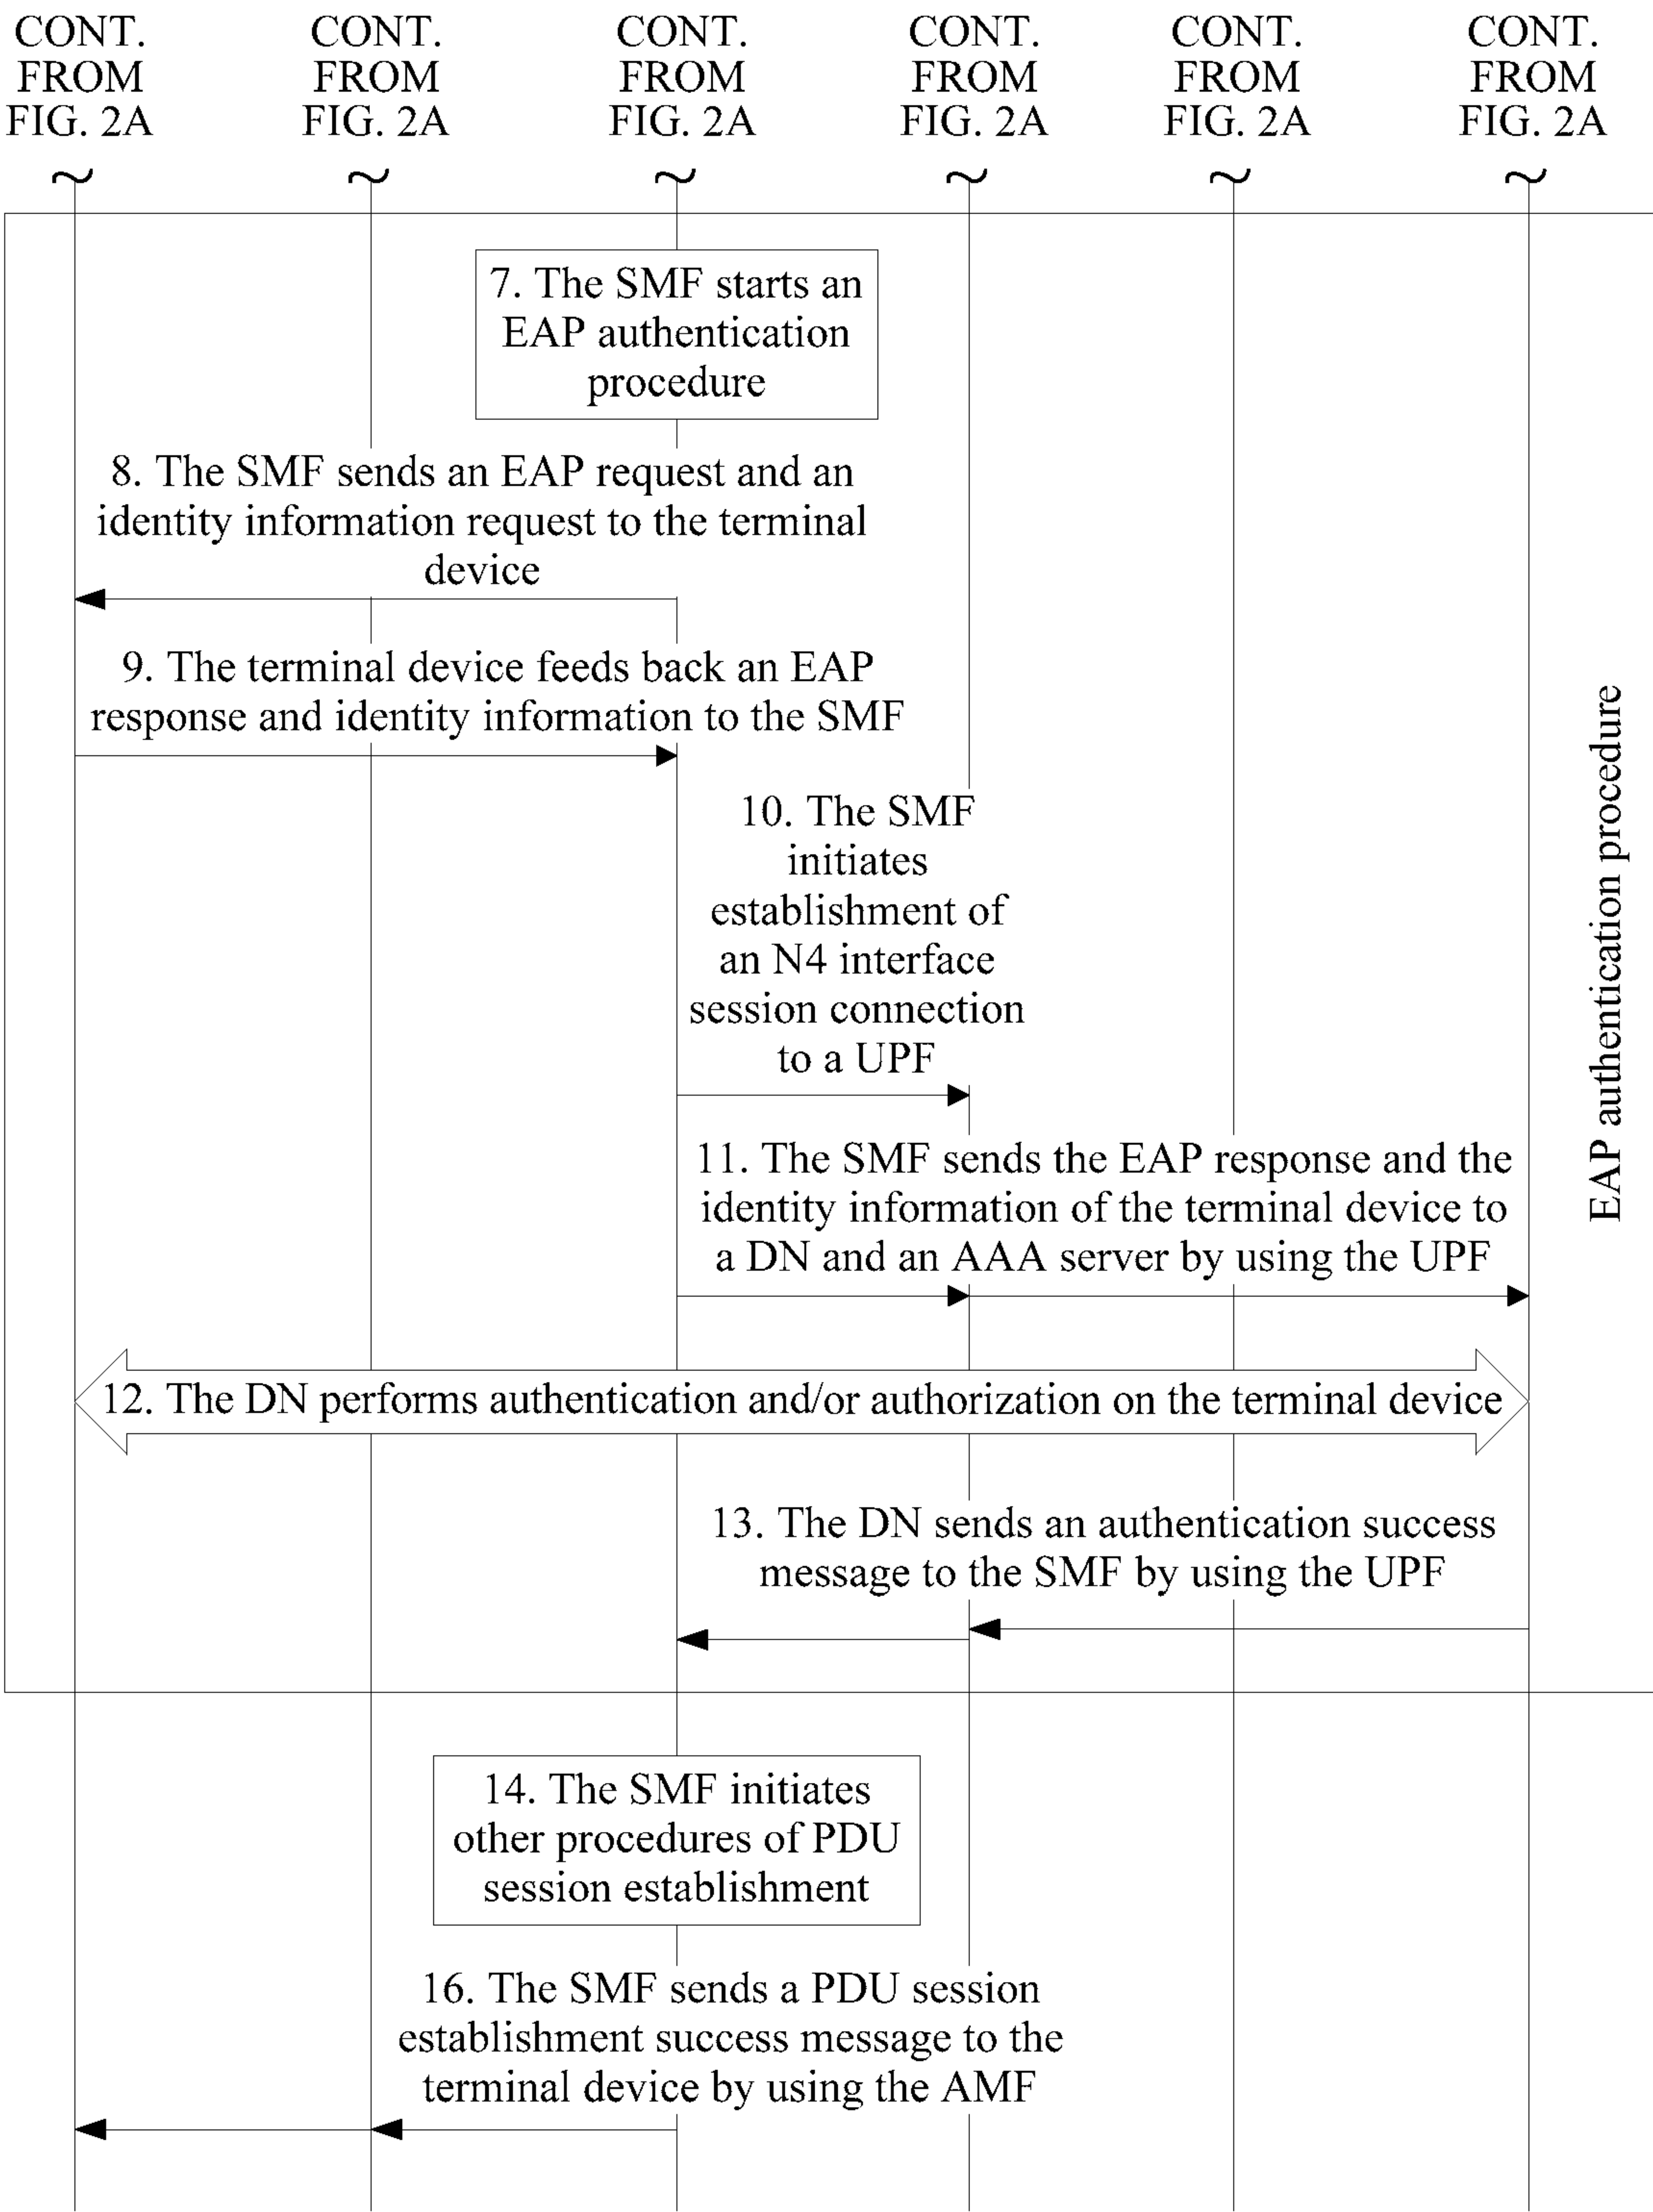 CONT. CONT. CONT. CONT. CONT. CONT.
FROM FROM FROM FROM FROM FROM
FIG. 2A FIG. 2A FIG. 2A FIG. 2A FIG. 2A FIG. 2A
7. The SMF starts an
EAP authentication
procedure
8. The SMF sends an EAP request and an
identity information request to the terminal
device
9. The terminal device feeds back an EAP
response and identity information to the SMF
10. The SMF
initiates
establishment of
an N4 interface
session connection
to a UPF
11. The SMF sends the EAP response and the
identity information of the terminal device to
a DN and an AAA server by using the UPF
12. The DN performs authentication and/or authorization on the terminal device
13. The DN sends an authentication success
message to the SMF by using the UPF
EAP authentication procedure
14. The SMF initiates
other procedures of PDU
session establishment
16. The SMF sends a PDU session
establishment success message to the
terminal device by using the AMF